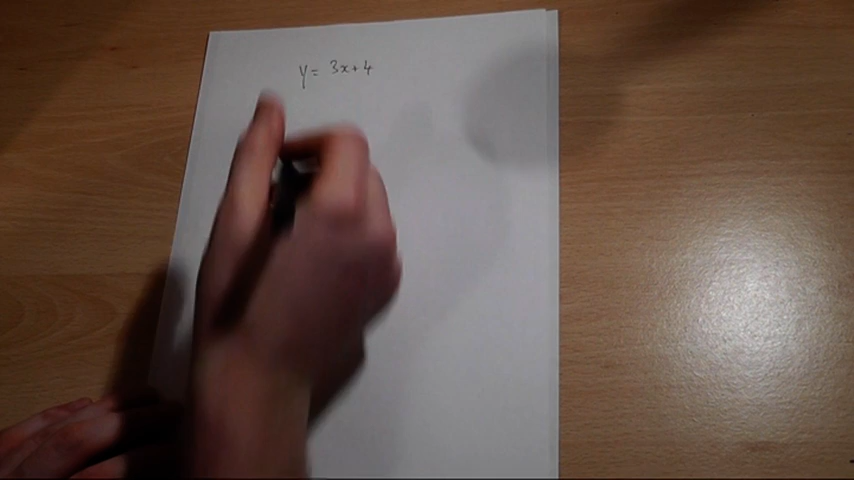 y = 3x + 4